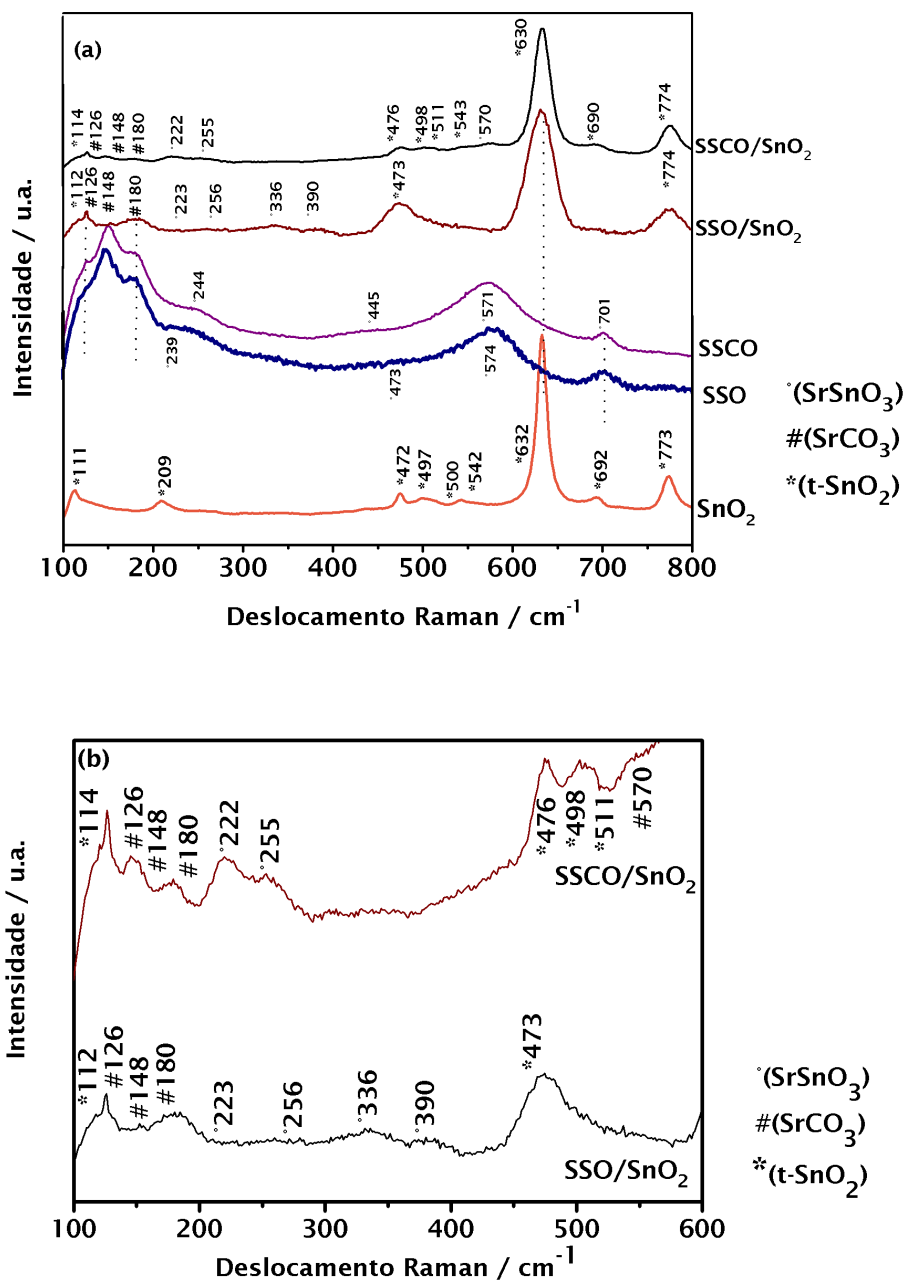 (a)
*114
#126
#148
#180
°222
°255
*476
*498
*511
*543
°570
*630
*690
*774
SSCO/SnO₂
*112
*126
#148
#180
°223
°256
°336
°390
*473
*774
SSO/SnO₂
°244
°445
°571
°701
SSCO
°239
°473
°574
SSO
*111
*209
*472
*497
*500
*542
*632
*692
*773
SnO₂
°(SrSnO₃)
#(SrCO₃)
*(t-SnO₂)
Intensidade / u.a.
100 200 300 400 500 600 700 800
Deslocamento Raman / cm⁻¹
(b)
*114
#126
#148
#180
°222
°255
*476
*498
*511
#570
SSCO/SnO₂
*112
#126
#148
#180
°223
°256
°336
°390
*473
SSO/SnO₂
°(SrSnO₃)
#(SrCO₃)
*(t-SnO₂)
Intensidade / u.a.
100 200 300 400 500 600
Deslocamento Raman / cm⁻¹